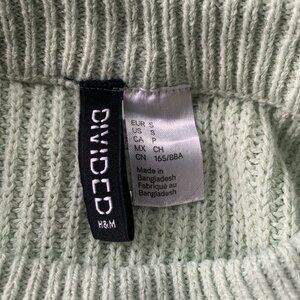 DIVIDED
H&M
EUR S
US S
CA P
MX CH
CN 165/88A
Made in
Bangladesh
Fabriqué au
Bangladesh